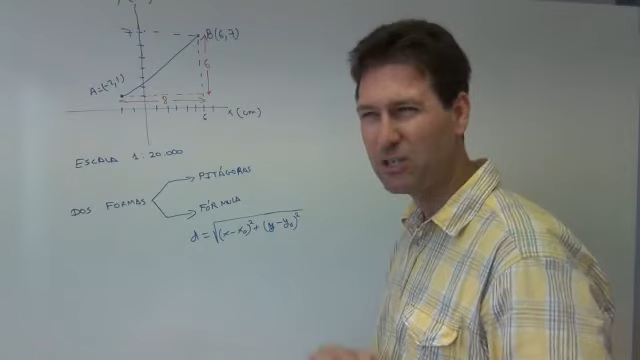 7 B(6,7)
6
A=(-2,1)
8
6 x (cm)
ESCALA 1:20.000
PITÁGORAS
DOS FORMAS
FÓRMULA
d = √(x-x₀)² + (y-y₀)²